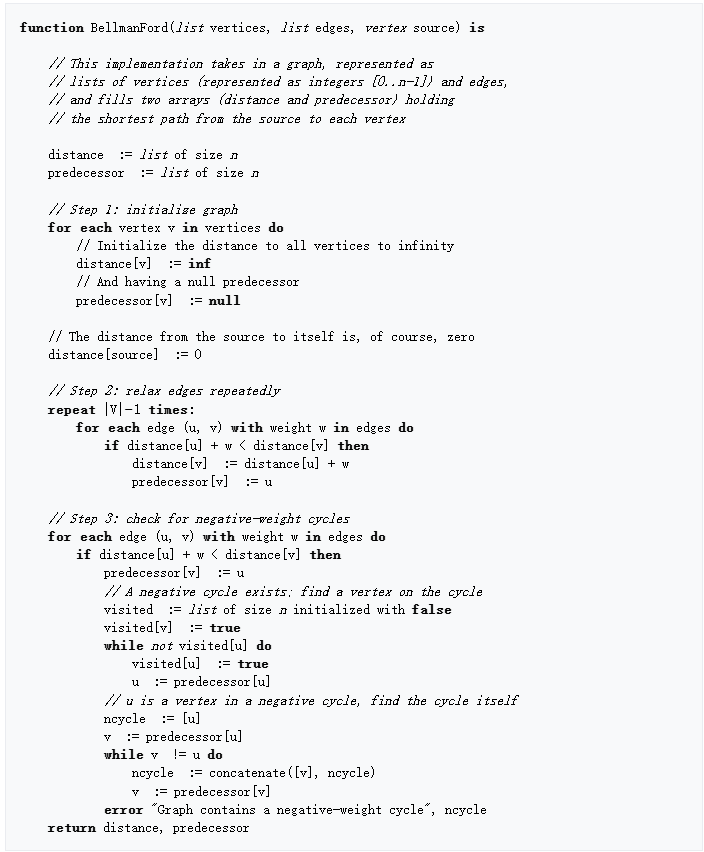 function BellmanFord(list vertices, list edges, vertex source) is
// This implementation takes in a graph, represented as
// lists of vertices (represented as integers [0..n-1]) and edges,
// and fills two arrays (distance and predecessor) holding
// the shortest path from the source to each vertex
distance := list of size n
predecessor := list of size n
// Step 1: initialize graph
for each vertex v in vertices do
// Initialize the distance to all vertices to infinity
distance[v] := inf
// And having a null predecessor
predecessor[v] := null
// The distance from the source to itself is, of course, zero
distance[source] := 0
// Step 2: relax edges repeatedly
repeat |V|-1 times:
for each edge (u, v) with weight w in edges do
if distance[u] + w < distance[v] then
distance[v] := distance[u] + w
predecessor[v] := u
// Step 3: check for negative-weight cycles
for each edge (u, v) with weight w in edges do
if distance[u] + w < distance[v] then
predecessor[v] := u
// A negative cycle exists; find a vertex on the cycle
visited := list of size n initialized with false
visited[v] := true
while not visited[u] do
visited[u] := true
u := predecessor[u]
// u is a vertex in a negative cycle, find the cycle itself
ncycle := [u]
v := predecessor[u]
while v != u do
ncycle := concatenate([v], ncycle)
v := predecessor[v]
error "Graph contains a negative-weight cycle", ncycle
return distance, predecessor